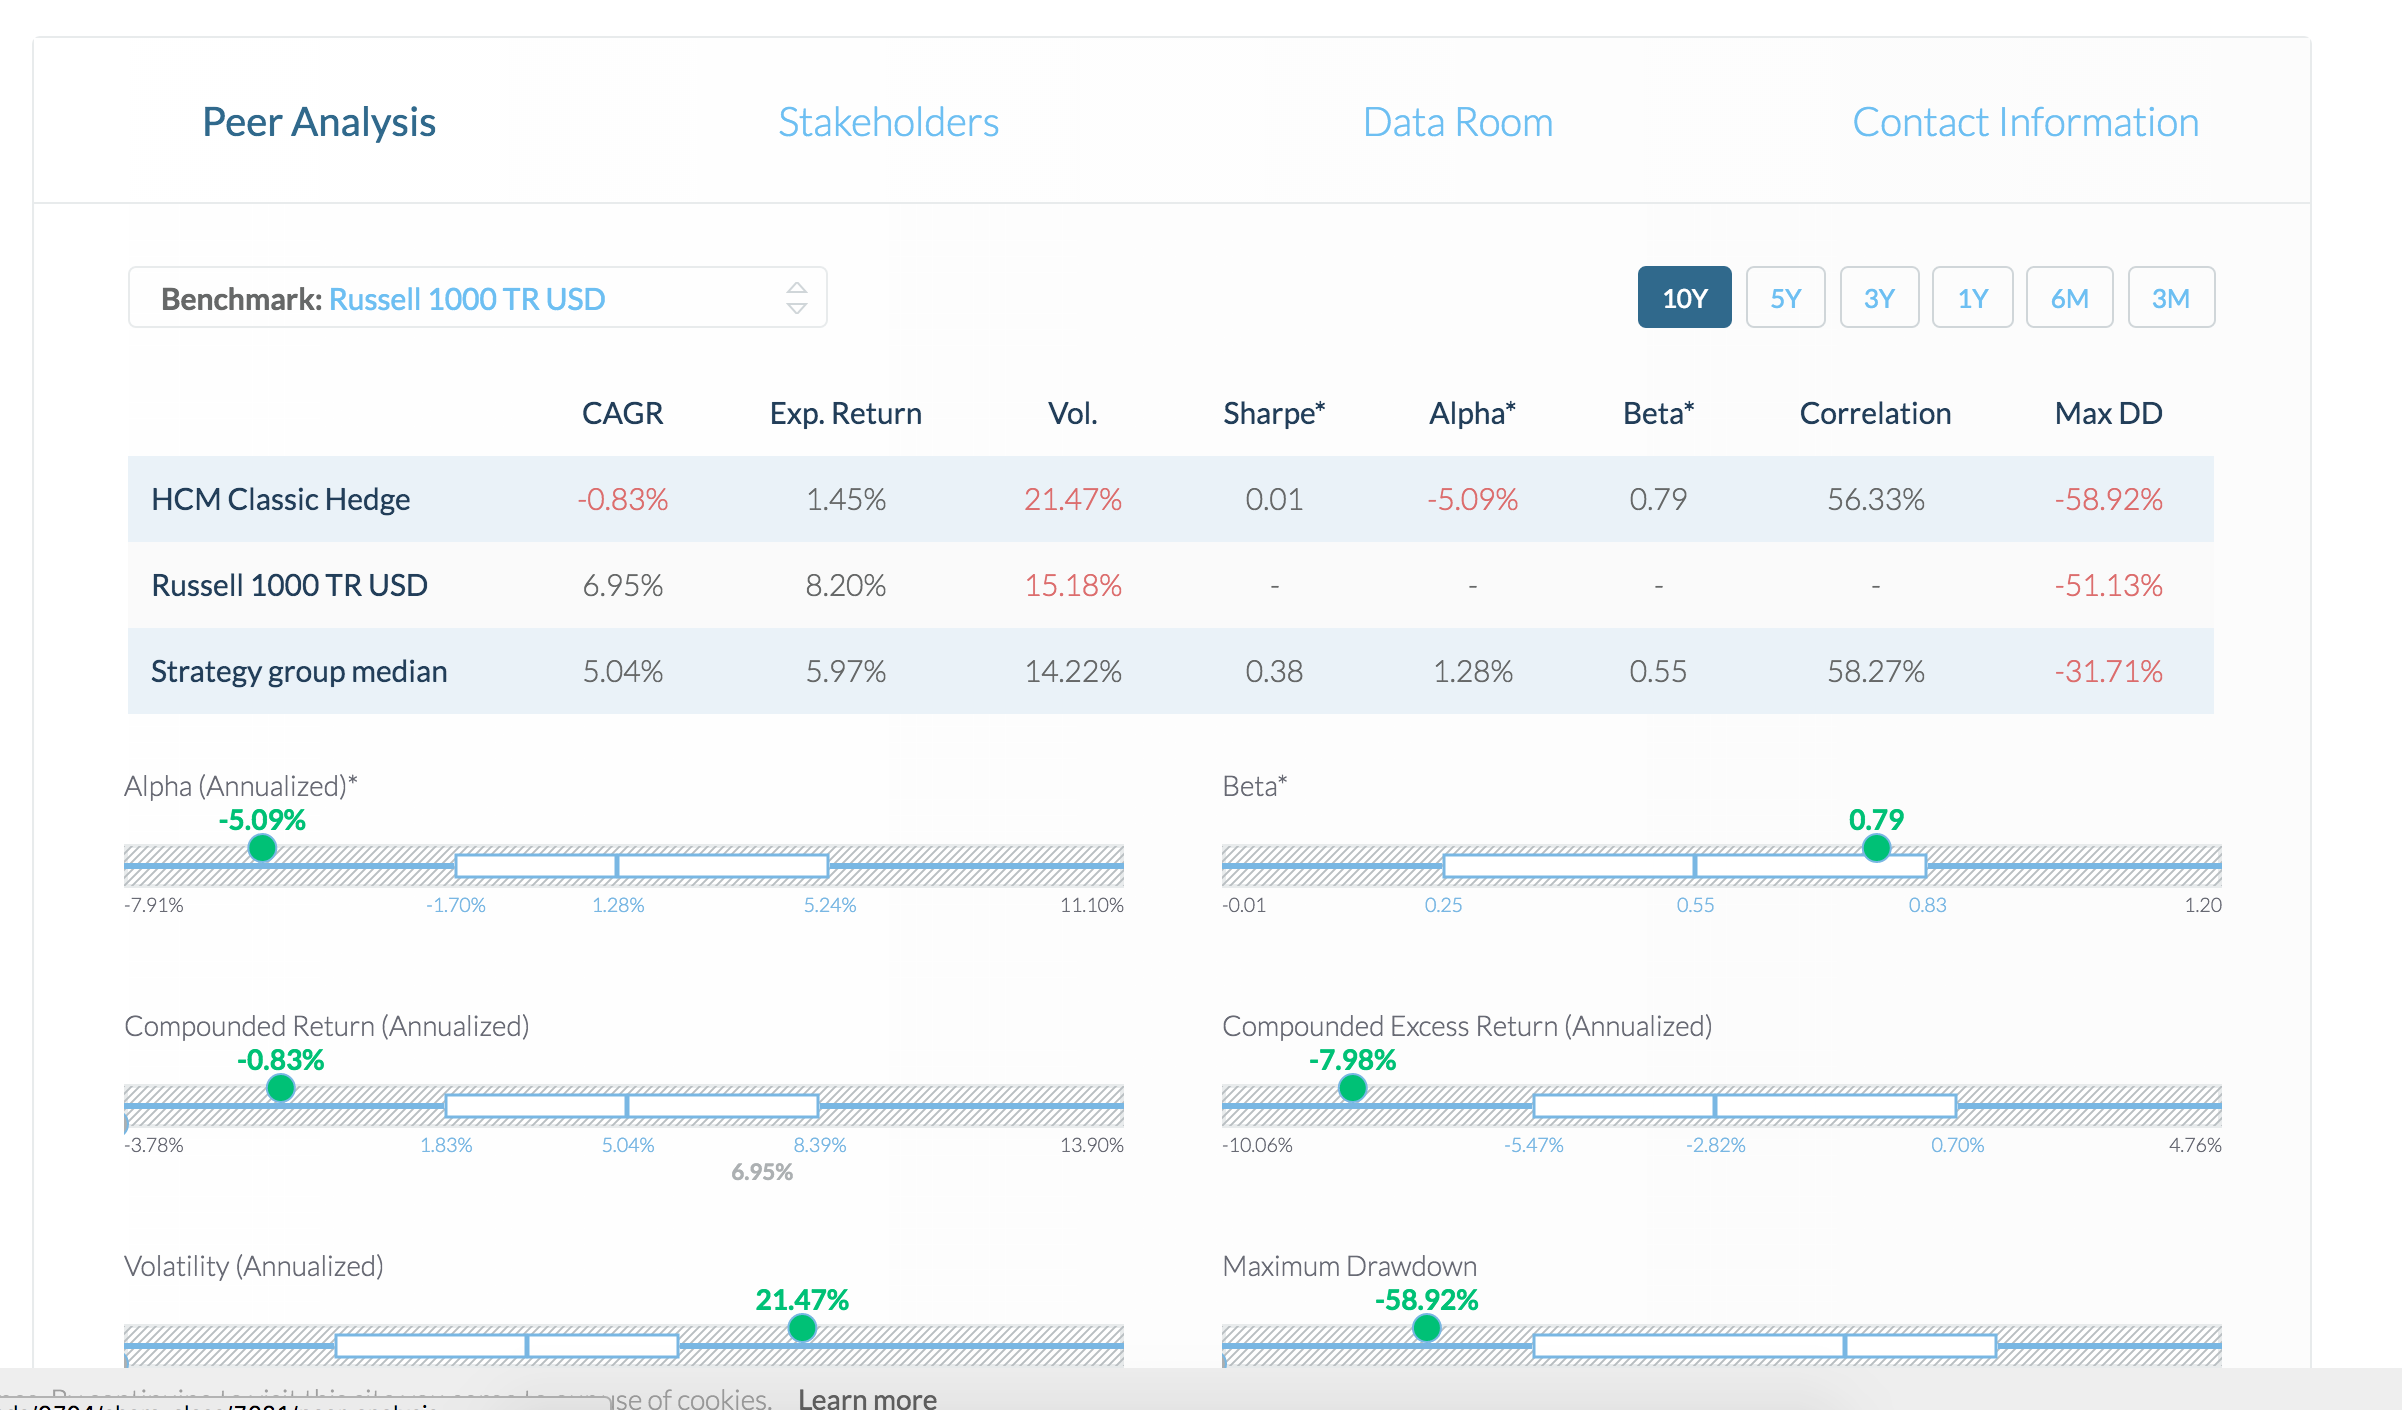 Peer Analysis Stakeholders Data Room Contact Information
Benchmark: Russell 1000 TR USD 10Y 5Y 3Y 1Y 6M 3M
CAGR Exp. Return Vol. Sharpe* Alpha* Beta* Correlation Max DD
HCM Classic Hedge -0.83% 1.45% 21.47% 0.01 -5.09% 0.79 56.33% -58.92%
Russell 1000 TR USD 6.95% 8.20% 15.18% - - - - -51.13%
Strategy group median 5.04% 5.97% 14.22% 0.38 1.28% 0.55 58.27% -31.71%
Alpha (Annualized)* Beta*
-5.09% 0.79
-7.91% -1.70% 1.28% 5.24% 11.10% -0.01 0.25 0.55 0.83 1.20
Compounded Return (Annualized) Compounded Excess Return (Annualized)
-0.83% -7.98%
-3.78% 1.83% 5.04% 8.39% 13.90% -10.06% -5.47% -2.82% 0.70% 4.76%
6.95%
Volatility (Annualized) Maximum Drawdown
21.47% -58.92%
of cookies. Learn more